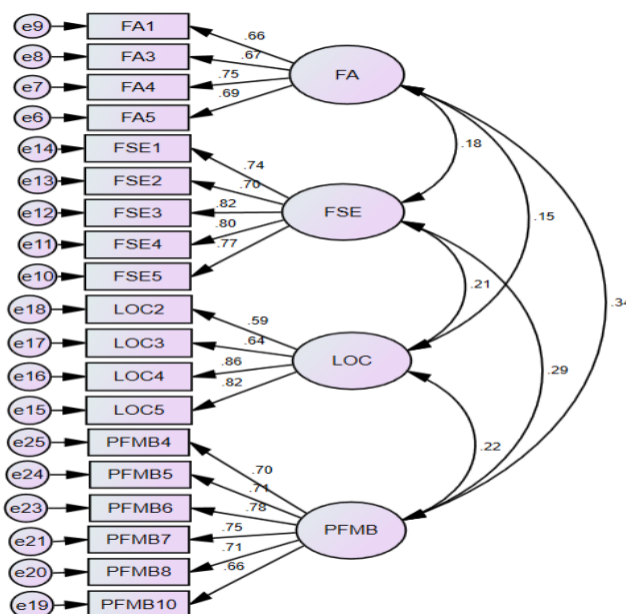 e9 FA1
.66
e8 FA3
.67
FA
e7 FA4
.75
e6 FA5
.69
e14 FSE1
.18
.74
e13 FSE2
.70
e12 FSE3
.82
FSE
.15
e11 FSE4
.80
e10 FSE5
.77
.21
.34
e18 LOC2
.59
e17 LOC3
.64
LOC
.29
e16 LOC4
.86
e15 LOC5
.82
e25 PFMB4
.22
.70
e24 PFMB5
.71
e23 PFMB6
.78
PFMB
e21 PFMB7
.75
e20 PFMB8
.71
e19 PFMB10
.66